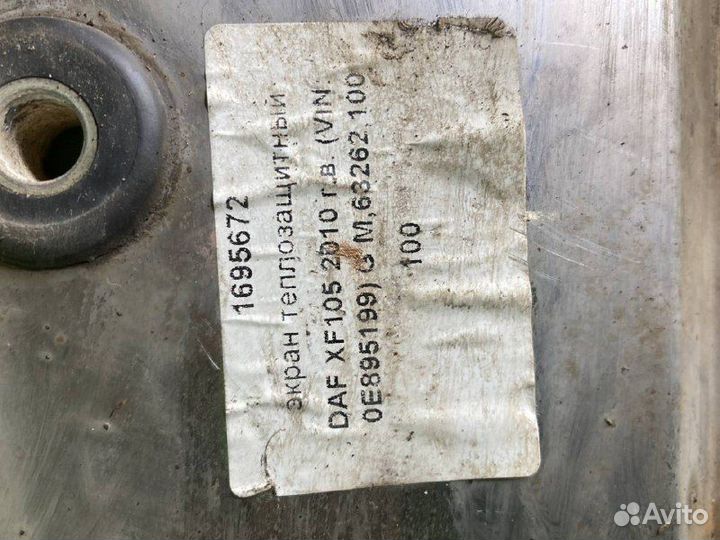 1695672
экран теплозащитный
DAF XF105 2010 г.в. (VIN
0E895199) G M,63262,100
100
Avito